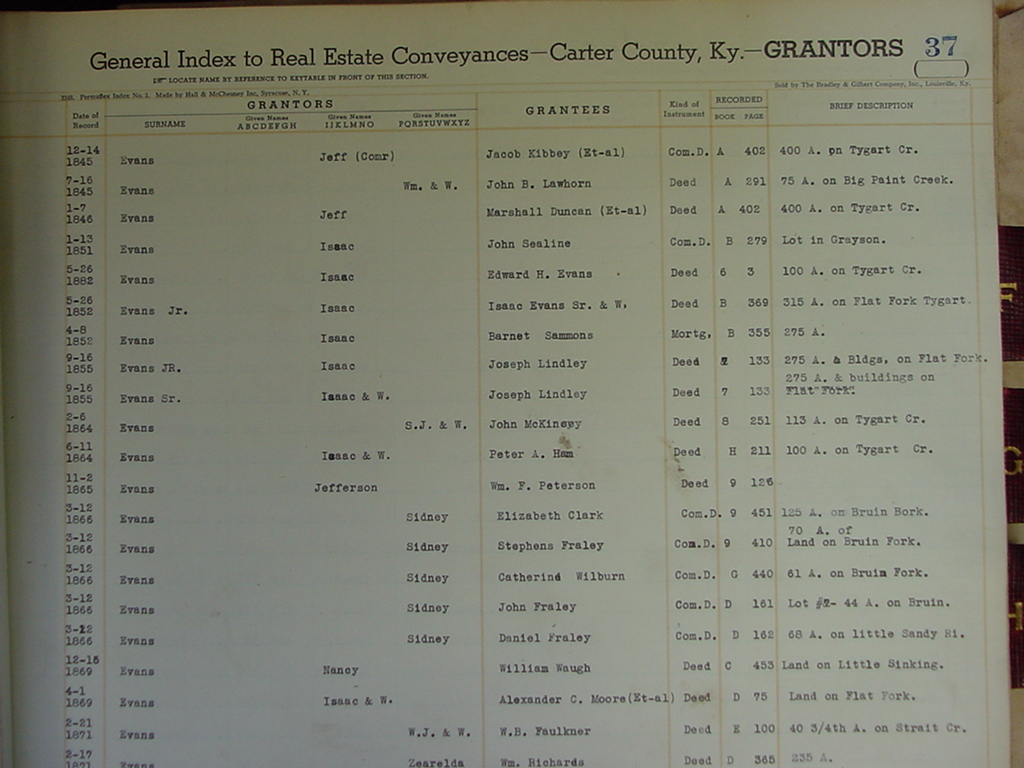 General Index to Real Estate Conveyances—Carter County, Ky.—GRANTORS 37
☞ LOCATE NAME BY REFERENCE TO KEYTABLE IN FRONT OF THIS SECTION.
Permaflex Index No. 2. Made by Hall & McChesney Inc, Syracuse, N. Y. Sold by The Bradley & Gilbert Company, Inc., Louisville, Ky.
Date of Record GRANTORS GRANTEES Kind of Instrument RECORDED BRIEF DESCRIPTION
SURNAME Given Names ABCDEFGH Given Names IJKLMNO Given Names PQRSTUVWXYZ BOOK PAGE
12-14 1845 Evans Jeff (Comr) Jacob Kibbey (Et-al) Com.D. A 402 400 A. on Tygart Cr.
7-16 1845 Evans Wm. & W. John B. Lawhorn Deed A 291 75 A. on Big Paint Creek.
1-7 1846 Evans Jeff Marshall Duncan (Et-al) Deed A 402 400 A. on Tygart Cr.
1-13 1851 Evans Isaac John Sealine Com.D. B 279 Lot in Grayson.
5-26 1882 Evans Isaac Edward H. Evans Deed 6 3 100 A. on Tygart Cr.
5-26 1852 Evans Jr. Isaac Isaac Evans Sr. & W. Deed B 369 315 A. on Flat Fork Tygart.
4-8 1852 Evans Isaac Barnet Sammons Mortg. B 355 275 A.
9-16 1855 Evans JR. Isaac Joseph Lindley Deed 133 275 A. & Bldgs, on Flat Fork.
9-16 1855 Evans Sr. Isaac & W. Joseph Lindley Deed 7 133 275 A. & buildings on Flat Fork.
2-6 1864 Evans S.J. & W. John McKinsey Deed 8 251 113 A. on Tygart Cr.
6-11 1864 Evans Isaac & W. Peter A. Ham Deed H 211 100 A. on Tygart Cr.
11-2 1865 Evans Jefferson Wm. F. Peterson Deed 9 126
3-12 1866 Evans Sidney Elizabeth Clark Com.D. 9 451 125 A. on Bruin Bork.
3-12 1866 Evans Sidney Stephens Fraley Com.D. 9 410 70 A. of Land on Bruin Fork.
3-12 1866 Evans Sidney Catherind Wilburn Com.D. G 440 61 A. on Bruin Fork.
3-12 1866 Evans Sidney John Fraley Com.D. D 161 Lot #2- 44 A. on Bruin.
3-12 1866 Evans Sidney Daniel Fraley Com.D. D 162 68 A. on little Sandy Ri.
12-15 1869 Evans Nancy William Waugh Deed C 453 Land on Little Sinking.
4-1 1869 Evans Isaac & W. Alexander C. Moore(Et-al) Deed D 75 Land on Flat Fork.
2-21 1871 Evans W.J. & W. W.B. Faulkner Deed E 100 40 3/4th A. on Strait Cr.
2-17 1871 Evans Zearelda Wm. Richards Deed D 365 235 A.
F
G
H